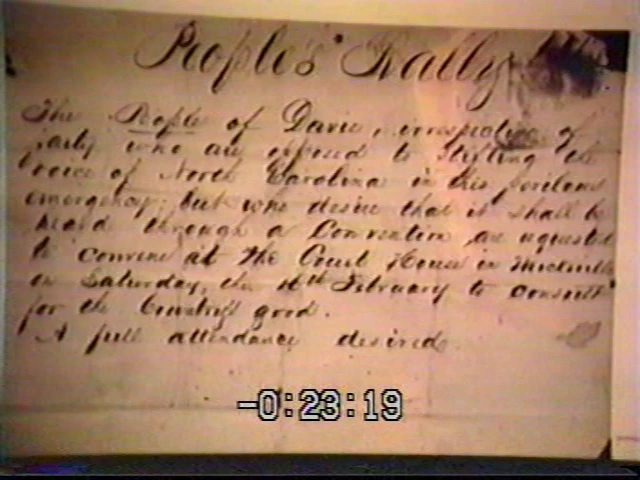 People's Rally
The People of Davie, irrespective of
party who are opposed to stifling the
voice of North Carolina in this perilous
emergency; but who desire that it shall be
heard through a Convention, are requested
to convene at the Court House in Mocksville
on Saturday, the 16th February to consult
for the Country's good.
A full attendance desired.
-0:23:19